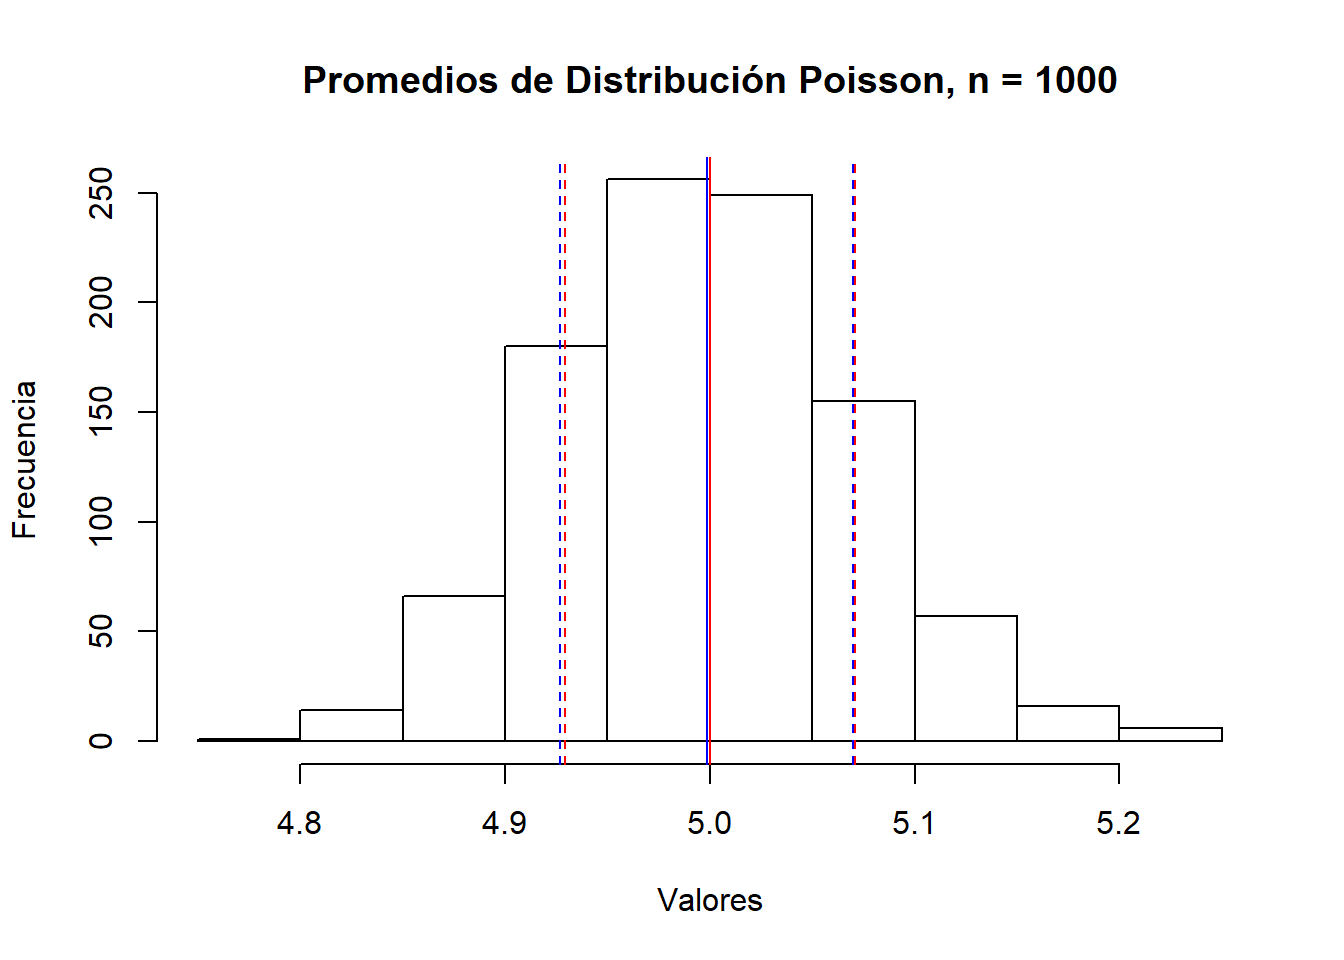 Promedios de Distribución Poisson, n = 1000
Frecuencia
250
200
150
100
50
0
4.8 4.9 5.0 5.1 5.2
Valores